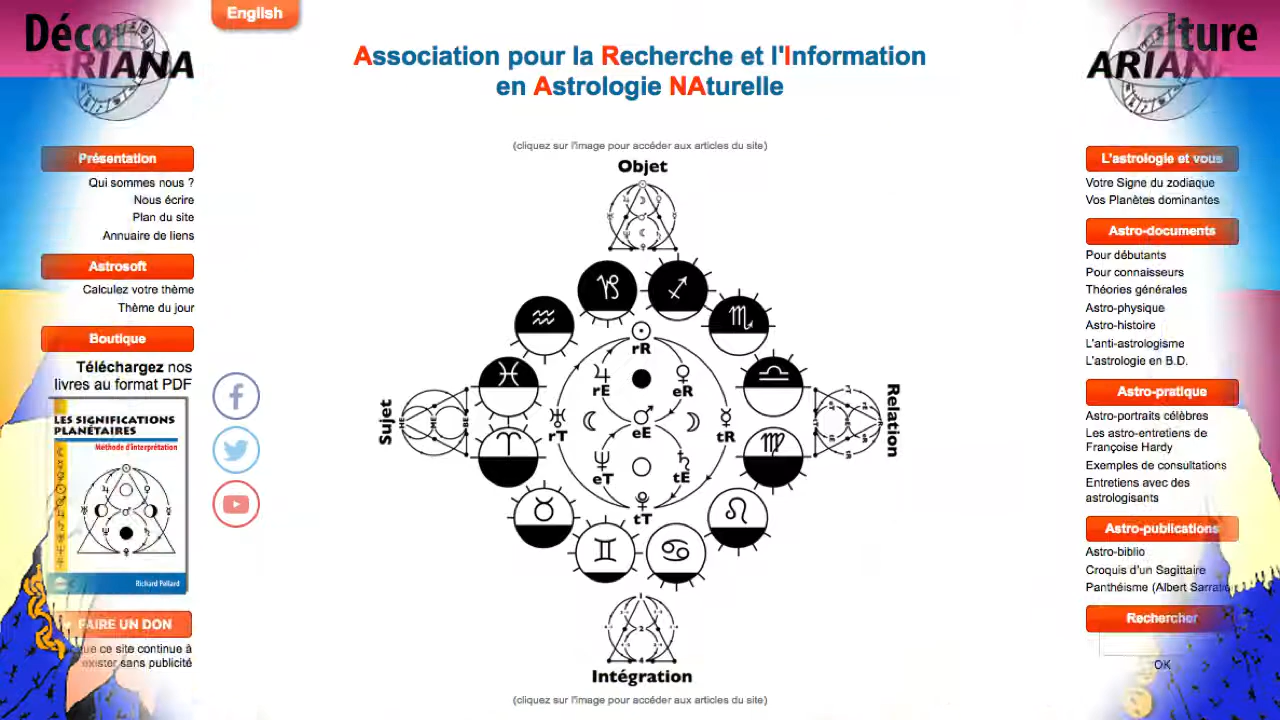 English
Association pour la Recherche et l'Information
en Astrologie NAturelle
ARIANA
Présentation
Qui sommes nous ?
Nous écrire
Plan du site
Annuaire de liens
Astrosoft
Calculez votre thème
Thème du jour
Boutique
Téléchargez nos
livres au format PDF
LES SIGNIFICATIONS
PLANÉTAIRES
Méthode d'interprétation
Richard Pellard
FAIRE UN DON
que ce site continue à
exister sans publicité
(cliquez sur l'image pour accéder aux articles du site)
Objet
rR
rE
eR
eE
rT
tR
eT
tE
tT
Sujet
Relation
Intégration
(cliquez sur l'image pour accéder aux articles du site)
ARIANA
L'astrologie et vous
Votre Signe du zodiaque
Vos Planètes dominantes
Astro-documents
Pour débutants
Pour connaisseurs
Théories générales
Astro-physique
Astro-histoire
L'anti-astrologisme
L'astrologie en B.D.
Astro-pratique
Astro-portraits célèbres
Les astro-entretiens de
Françoise Hardy
Exemples de consultations
Entretiens avec des
astrologisants
Astro-publications
Astro-biblio
Croquis d'un Sagittaire
Panthéisme (Albert
Rechercher
OK